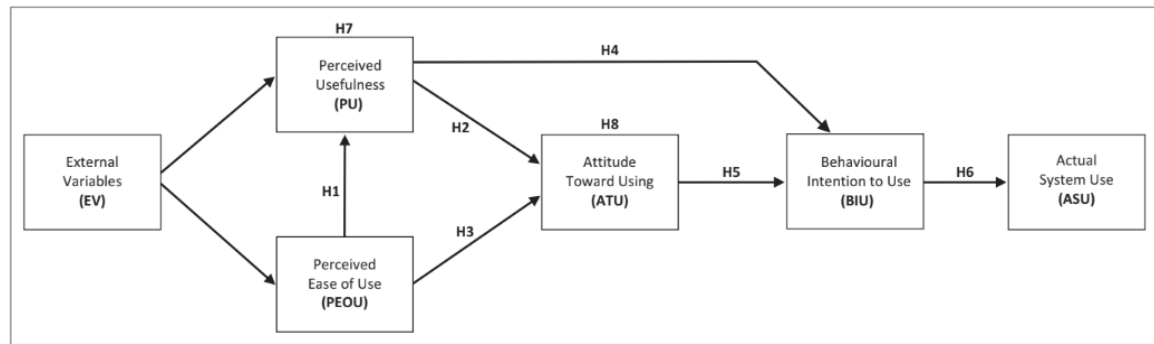 H7
Perceived
Usefulness
(PU)
H4
H2
External
Variables
(EV)
H1
H8
Attitude
Toward Using
(ATU)
H5
Behavioural
Intention to Use
(BIU)
H6
Actual
System Use
(ASU)
H3
Perceived
Ease of Use
(PEOU)